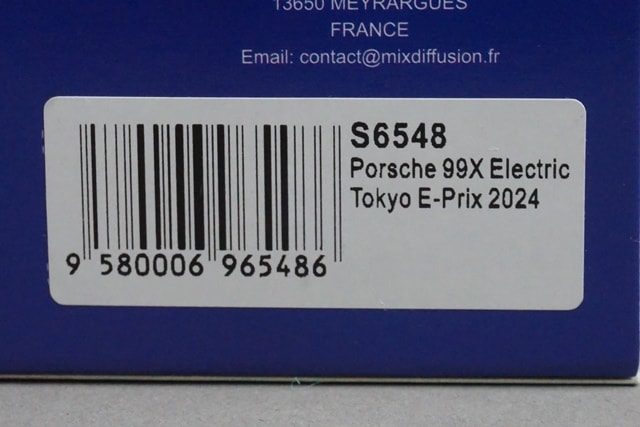 13650 MEYRARGUES
FRANCE
Email: contact@mixdiffusion.fr
S6548
Porsche 99X Electric
Tokyo E-Prix 2024
9 580006 965486